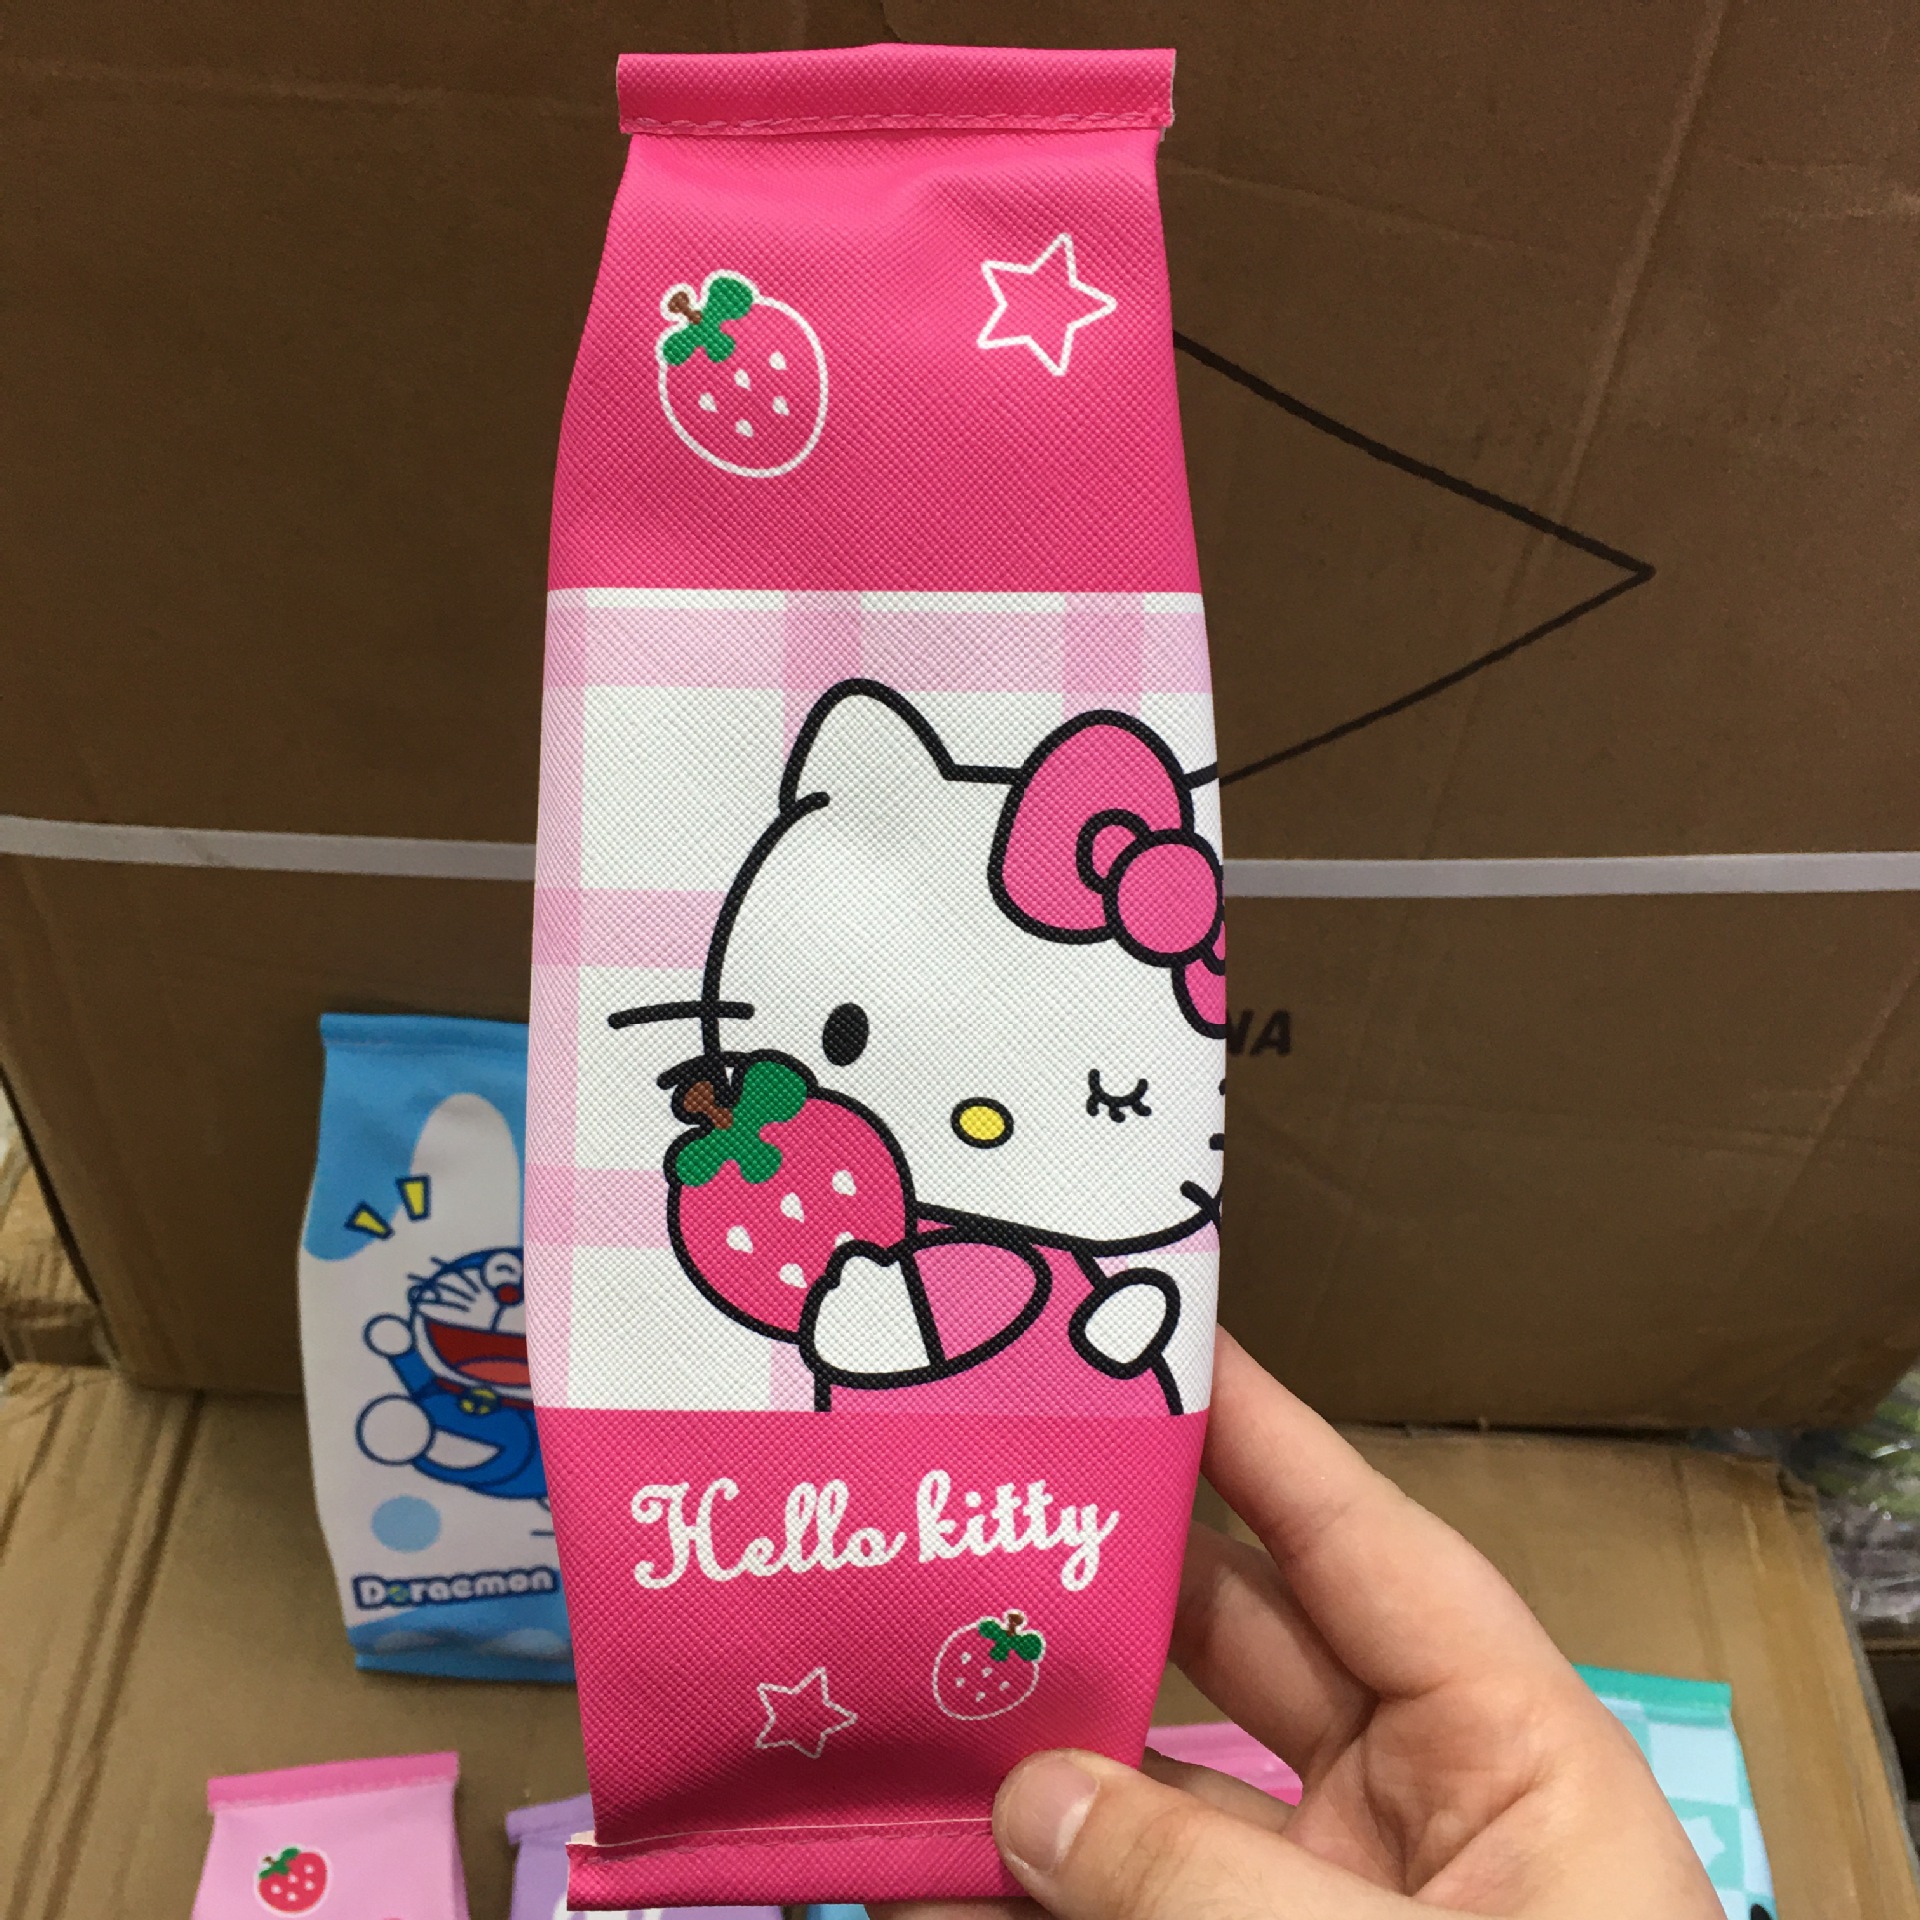 NA
Hello kitty
Doraemon